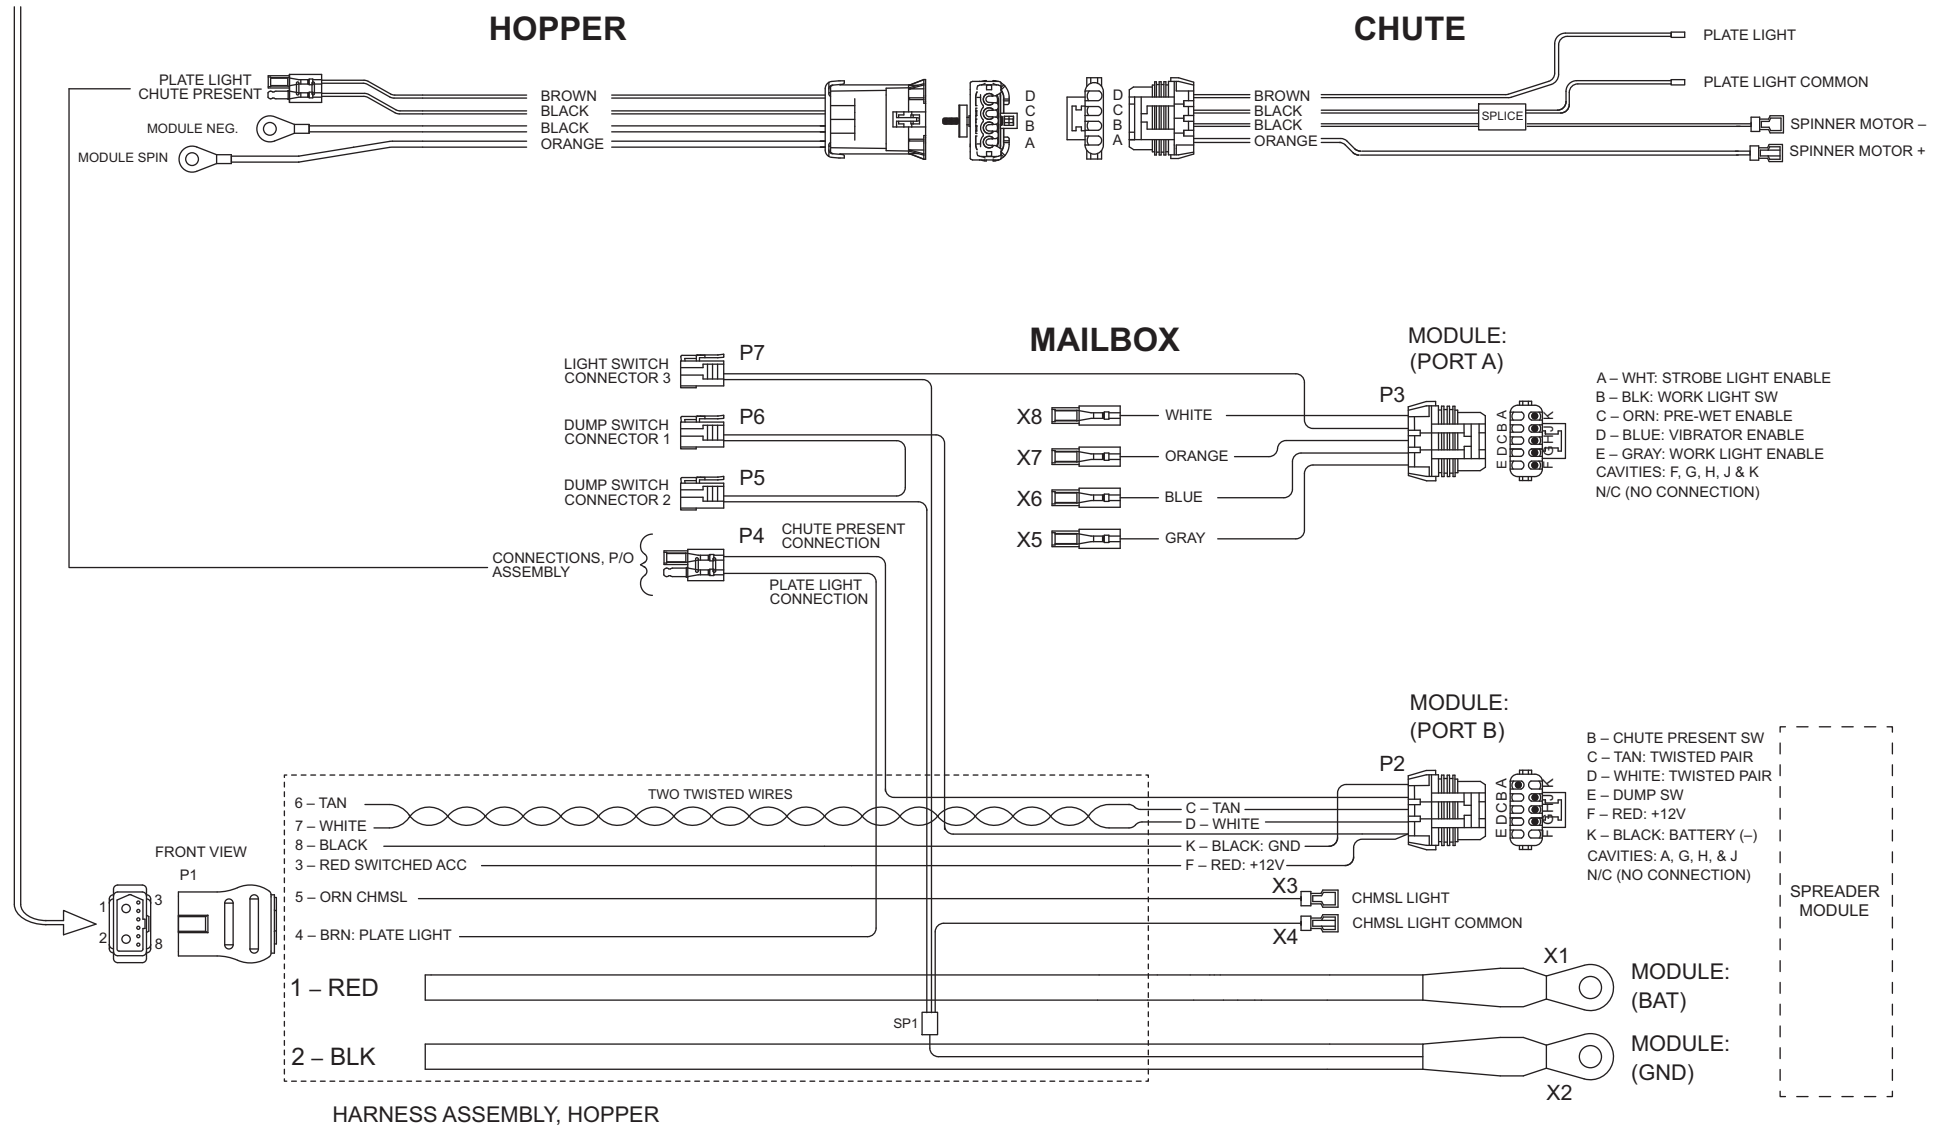 HOPPER
CHUTE
PLATE LIGHT
CHUTE PRESENT
MODULE NEG.
MODULE SPIN
BROWN
BLACK
BLACK
ORANGE
D
C
B
A
D
C
B
A
BROWN
BLACK
BLACK
ORANGE
SPLICE
PLATE LIGHT
PLATE LIGHT COMMON
SPINNER MOTOR –
SPINNER MOTOR +
MAILBOX
LIGHT SWITCH
CONNECTOR 3
P7
DUMP SWITCH
CONNECTOR 1
P6
DUMP SWITCH
CONNECTOR 2
P5
CONNECTIONS, P/O
ASSEMBLY
P4
CHUTE PRESENT
CONNECTION
PLATE LIGHT
CONNECTION
X8
WHITE
X7
ORANGE
X6
BLUE
X5
GRAY
MODULE:
(PORT A)
P3
E D C B A
F G H J K
A – WHT: STROBE LIGHT ENABLE
B – BLK: WORK LIGHT SW
C – ORN: PRE-WET ENABLE
D – BLUE: VIBRATOR ENABLE
E – GRAY: WORK LIGHT ENABLE
CAVITIES: F, G, H, J & K
N/C (NO CONNECTION)
MODULE:
(PORT B)
P2
E D C B A
F G H J K
B – CHUTE PRESENT SW
C – TAN: TWISTED PAIR
D – WHITE: TWISTED PAIR
E – DUMP SW
F – RED: +12V
K – BLACK: BATTERY (–)
CAVITIES: A, G, H, & J
N/C (NO CONNECTION)
SPREADER
MODULE
FRONT VIEW
P1
1
2
3
8
6 – TAN
7 – WHITE
8 – BLACK
3 – RED SWITCHED ACC
5 – ORN CHMSL
4 – BRN: PLATE LIGHT
1 – RED
2 – BLK
TWO TWISTED WIRES
C – TAN
D – WHITE
K – BLACK: GND
F – RED: +12V
X3
CHMSL LIGHT
X4
CHMSL LIGHT COMMON
SP1
X1
MODULE:
(BAT)
X2
MODULE:
(GND)
HARNESS ASSEMBLY, HOPPER